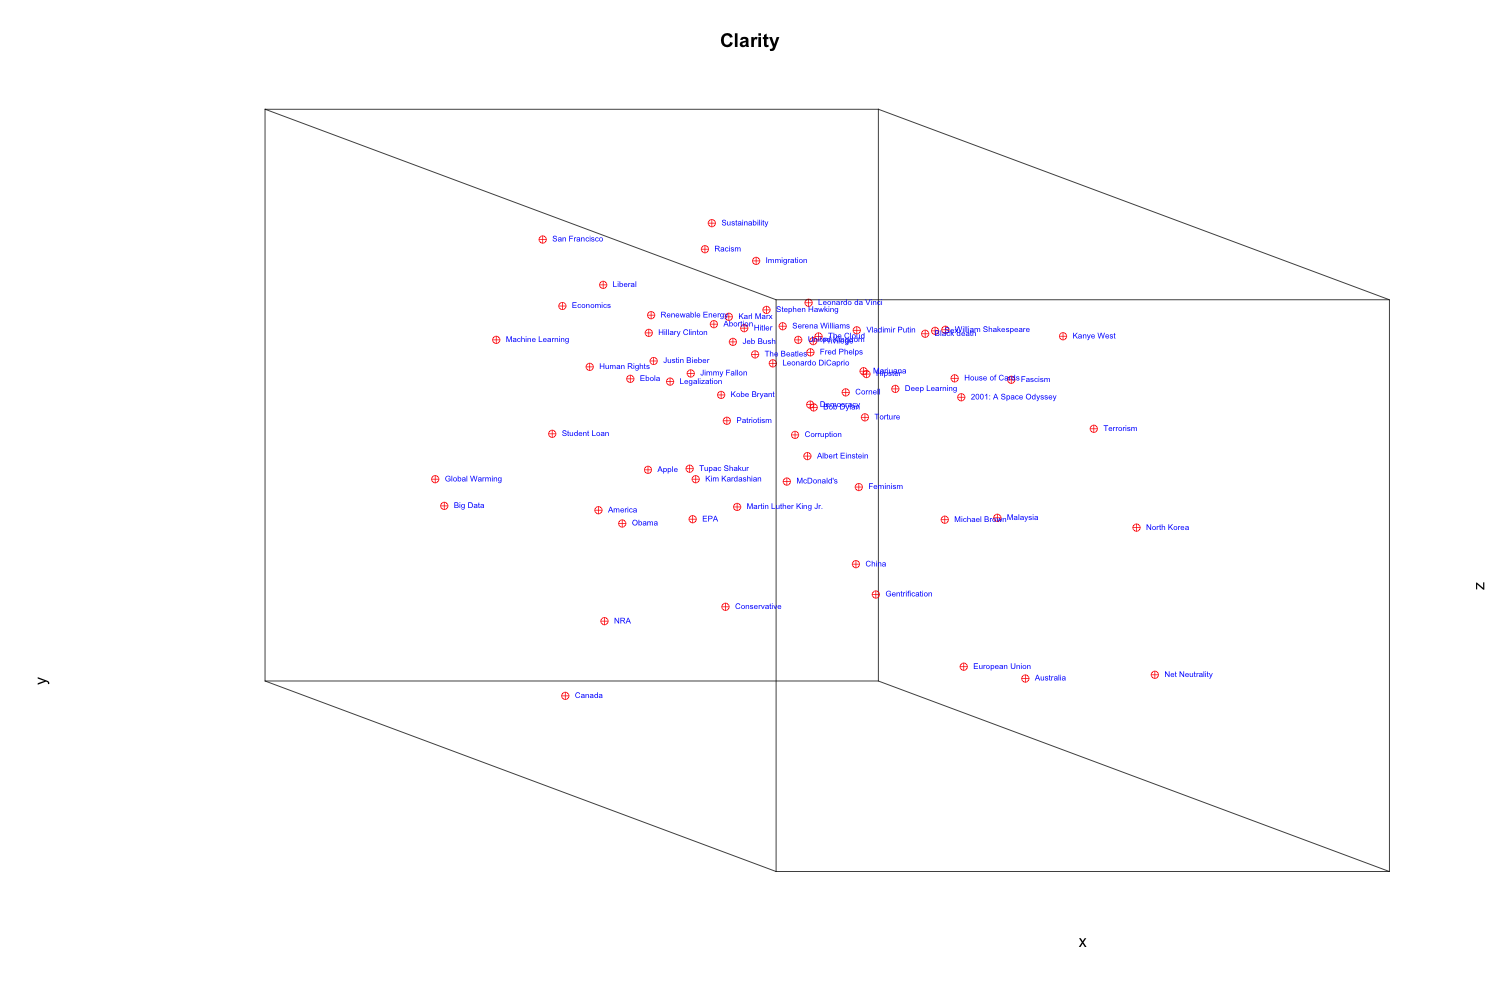 Clarity
Sustainability
San Francisco
Racism
Immigration
Liberal
Leonardo da Vinci
Economics
Stephen Hawking
Renewable Energy
Karl Marx
Abortion
Serena Williams
Hitler
Vladimir Putin
William Shakespeare
Hillary Clinton
Black death
The Cloud
Kanye West
Machine Learning
Jeb Bush
United Kingdom
Fred Phelps
The Beatles
Justin Bieber
Leonardo DiCaprio
Human Rights
Marijuana
Jimmy Fallon
Hipster
Ebola
Legalization
House of Cards
Fascism
Deep Learning
Cornell
Kobe Bryant
2001: A Space Odyssey
Democracy
Bob Dylan
Torture
Patriotism
Terrorism
Student Loan
Corruption
Albert Einstein
Apple
Tupac Shakur
Global Warming
Kim Kardashian
McDonald's
Feminism
Big Data
Martin Luther King Jr.
America
EPA
Obama
Michael Brown
Malaysia
North Korea
China
z
Gentrification
Conservative
NRA
European Union
Net Neutrality
Australia
y
Canada
x